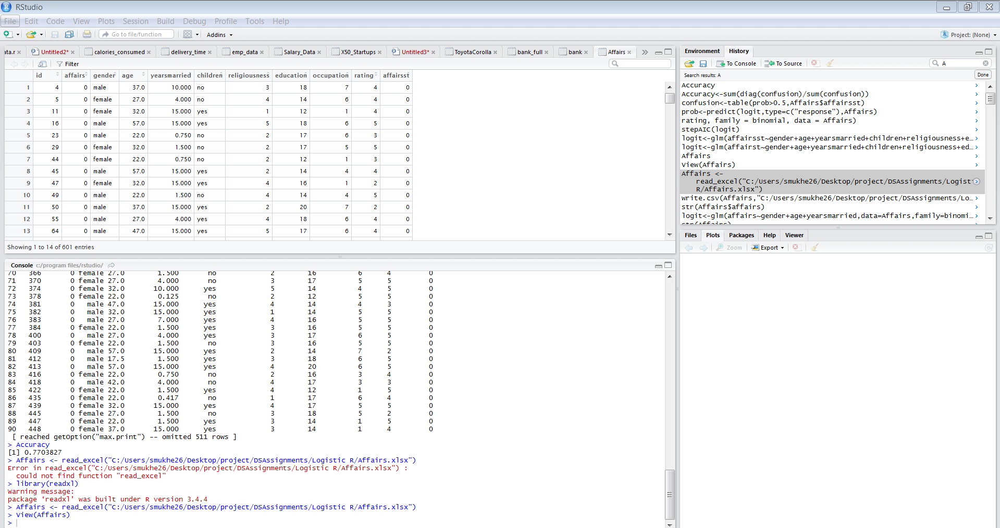 RStudio
File Edit Code View Plots Session Build Debug Profile Tools Help
Go to file/function Addins Project: (None)
ata.r Untitled2* calories_consumed delivery_time emp_data Salary_Data X50_Startups Untitled3* ToyotaCorolla bank_full bank Affairs
Filter
id affairs gender age yearsmarried children religiousness education occupation rating affairsst
1 4 0 male 37.0 10.000 no 3 18 7 4 0
2 5 0 female 27.0 4.000 no 4 14 6 4 0
3 11 0 female 32.0 15.000 yes 1 12 1 4 0
4 16 0 male 57.0 15.000 yes 5 18 6 5 0
5 23 0 male 22.0 0.750 no 2 17 6 3 0
6 29 0 female 32.0 1.500 no 2 17 5 5 0
7 44 0 female 22.0 0.750 no 2 12 1 3 0
8 45 0 male 57.0 15.000 yes 2 14 4 4 0
9 47 0 female 32.0 15.000 yes 4 16 1 2 0
10 49 0 male 22.0 1.500 no 4 14 4 5 0
11 50 0 male 37.0 15.000 yes 2 20 7 2 0
12 55 0 male 27.0 4.000 yes 4 18 6 4 0
13 64 0 male 47.0 15.000 yes 5 17 6 4 0
Showing 1 to 14 of 601 entries
Console c:/program files/rstudio/
70 366 0 female 27.0 1.500 no 2 16 6 4 0
71 370 0 female 27.0 4.000 no 3 17 5 5 0
72 374 0 female 32.0 10.000 yes 5 14 4 5 0
73 378 0 female 22.0 0.125 no 2 12 5 5 0
74 381 0 male 47.0 15.000 yes 4 14 4 3 0
75 382 0 male 32.0 15.000 yes 1 14 5 5 0
76 383 0 male 27.0 7.000 yes 4 16 5 5 0
77 384 0 female 22.0 1.500 yes 3 16 5 5 0
78 400 0 male 27.0 4.000 yes 3 17 6 5 0
79 403 0 female 22.0 1.500 no 3 16 5 5 0
80 409 0 male 57.0 15.000 yes 2 14 7 2 0
81 412 0 male 17.5 1.500 yes 3 18 6 5 0
82 413 0 male 57.0 15.000 yes 4 20 6 5 0
83 416 0 female 22.0 0.750 no 2 16 3 4 0
84 418 0 male 42.0 4.000 no 4 17 3 3 0
85 422 0 female 22.0 1.500 yes 4 12 1 5 0
86 435 0 female 22.0 0.417 no 1 17 6 4 0
87 439 0 female 32.0 15.000 yes 4 17 5 5 0
88 445 0 female 27.0 1.500 no 3 18 5 2 0
89 447 0 female 22.0 1.500 yes 3 14 1 5 0
90 448 0 female 37.0 15.000 yes 3 14 1 4 0
[ reached getOption("max.print") -- omitted 511 rows ]
> Accuracy
[1] 0.7703827
> Affairs <- read_excel("C:/Users/smukhe26/Desktop/project/DSAssignments/Logistic R/Affairs.xlsx")
Error in read_excel("C:/Users/smukhe26/Desktop/project/DSAssignments/Logistic R/Affairs.xlsx") :
could not find function "read_excel"
> library(readxl)
Warning message:
package ‘readxl’ was built under R version 3.4.4
> Affairs <- read_excel("C:/Users/smukhe26/Desktop/project/DSAssignments/Logistic R/Affairs.xlsx")
> View(Affairs)
>
Environment History
To Console To Source A
Search results: A Done
Accuracy
Accuracy<-sum(diag(confusion)/sum(confusion))
confusion<-table(prob>0.5,Affairs$affairsst)
prob<-predict(logit,type=c("response"),Affairs)
rating, family = binomial, data = Affairs)
stepAIC(logit)
logit<-glm(affairsst~gender+age+yearsmarried+children+religiousness+e…
logit<-glm(affairst~gender+age+yearsmarried+children+religiousness+ed…
Affairs
View(Affairs)
Affairs <-
read_excel("C:/Users/smukhe26/Desktop/project/DSAssignments/Logisti
R/Affairs.xlsx")
write.csv(Affairs,"C:/Users/smukhe26/Desktop/project/DSAssignments/Lo…
str(Affairs$affairs)
logit<-glm(affairs~gender+age+yearsmarried,data=Affairs,family=binomi…
str(Affairs)
Files Plots Packages Help Viewer
Zoom Export